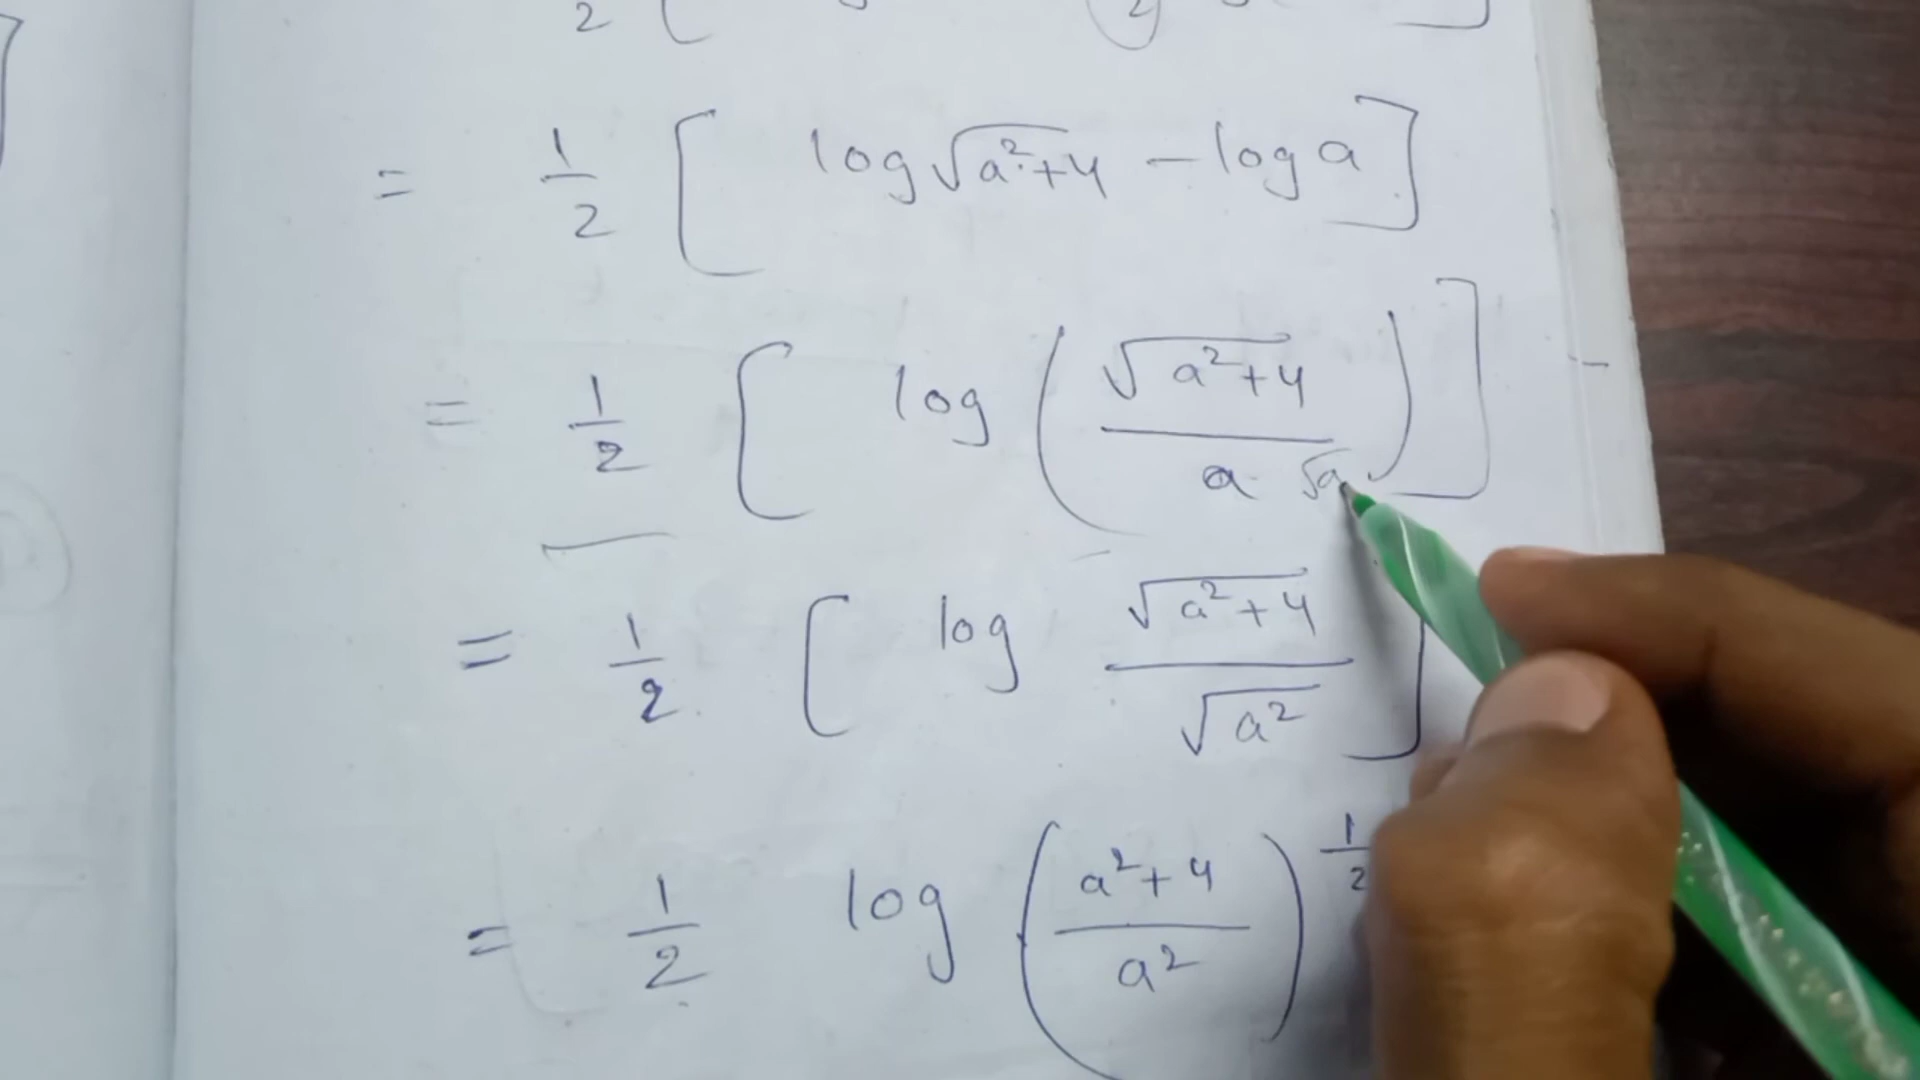 = 1/2 [ log √a²+4 − log a ]
= 1/2 [ log ( √a²+4 / a ) ] √a
= 1/2 [ log √a²+4 / √a² ]
= 1/2 log ( a²+4 / a² ) 1/2